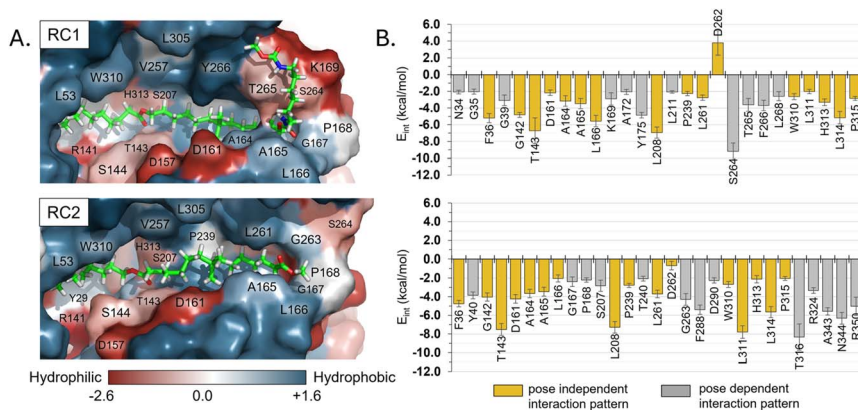 A.
RC1
L305
V257
Y266
K169
W310
T265
S264
L53
H313
S207
P168
R141
T143
A164
G167
S144
D157
D161
A165
L166
RC2
L305
V257
L261
S264
W310
P239
G263
L53
H313
S207
P168
Y29
A165
G167
R141
T143
S144
D161
L166
D157
Hydrophilic
Hydrophobic
-2.6
0.0
+1.6
B.
Eint (kcal/mol)
6.0
4.0
2.0
0.0
-2.0
-4.0
-6.0
-8.0
-10.0
-12.0
N34 G35 F36 G39 G142 T143 D161 A164 A165 L166 K169 A172 Y175 L208 L211 P239 L261 D262 S264 T265 F266 L268 W310 L311 H313 L314 P315
Eint (kcal/mol)
6.0
4.0
2.0
0.0
-2.0
-4.0
-6.0
-8.0
-10.0
-12.0
F36 Y40 G142 T143 D161 A164 A165 L166 G167 P168 S207 L208 P239 T240 L261 D262 G263 F288 D290 W310 L311 H313 L314 P315 T316 R324 A343 N344 R350
pose independent
interaction pattern
pose dependent
interaction pattern